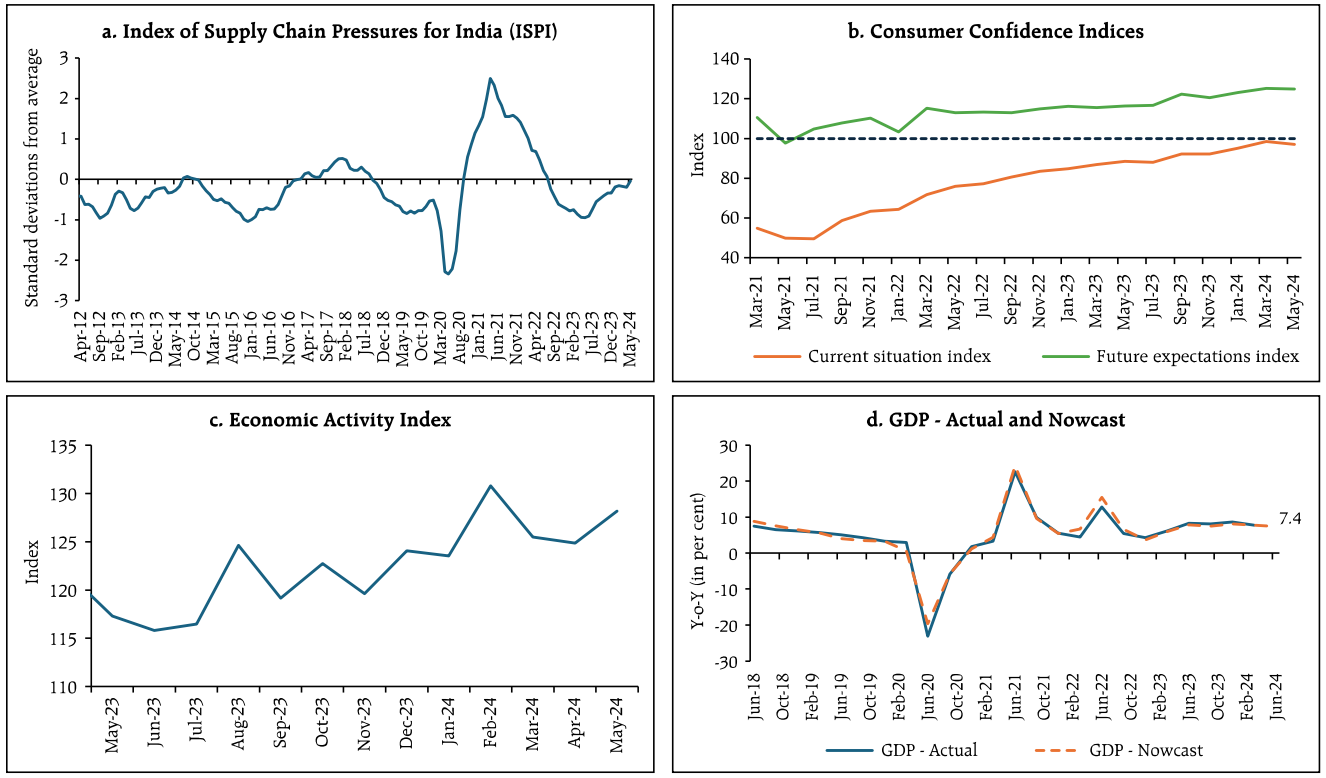 a. Index of Supply Chain Pressures for India (ISPI)
Standard deviations from average
3
2
1
0
-1
-2
-3
Apr-12
Sep-12
Feb-13
Jul-13
Dec-13
May-14
Oct-14
Mar-15
Aug-15
Jan-16
Jun-16
Nov-16
Apr-17
Sep-17
Feb-18
Jul-18
Dec-18
May-19
Oct-19
Mar-20
Aug-20
Jan-21
Jun-21
Nov-21
Apr-22
Sep-22
Feb-23
Jul-23
Dec-23
May-24
b. Consumer Confidence Indices
Index
140
120
100
80
60
40
Mar-21
May-21
Jul-21
Sep-21
Nov-21
Jan-22
Mar-22
May-22
Jul-22
Sep-22
Nov-22
Jan-23
Mar-23
May-23
Jul-23
Sep-23
Nov-23
Jan-24
Mar-24
May-24
Current situation index
Future expectations index
c. Economic Activity Index
Index
135
130
125
120
115
110
May-23
Jun-23
Jul-23
Aug-23
Sep-23
Oct-23
Nov-23
Dec-23
Jan-24
Feb-24
Mar-24
Apr-24
May-24
d. GDP - Actual and Nowcast
Y-o-Y (in per cent)
30
20
10
0
-10
-20
-30
7.4
Jun-18
Oct-18
Feb-19
Jun-19
Oct-19
Feb-20
Jun-20
Oct-20
Feb-21
Jun-21
Oct-21
Feb-22
Jun-22
Oct-22
Feb-23
Jun-23
Oct-23
Feb-24
Jun-24
GDP - Actual
GDP - Nowcast